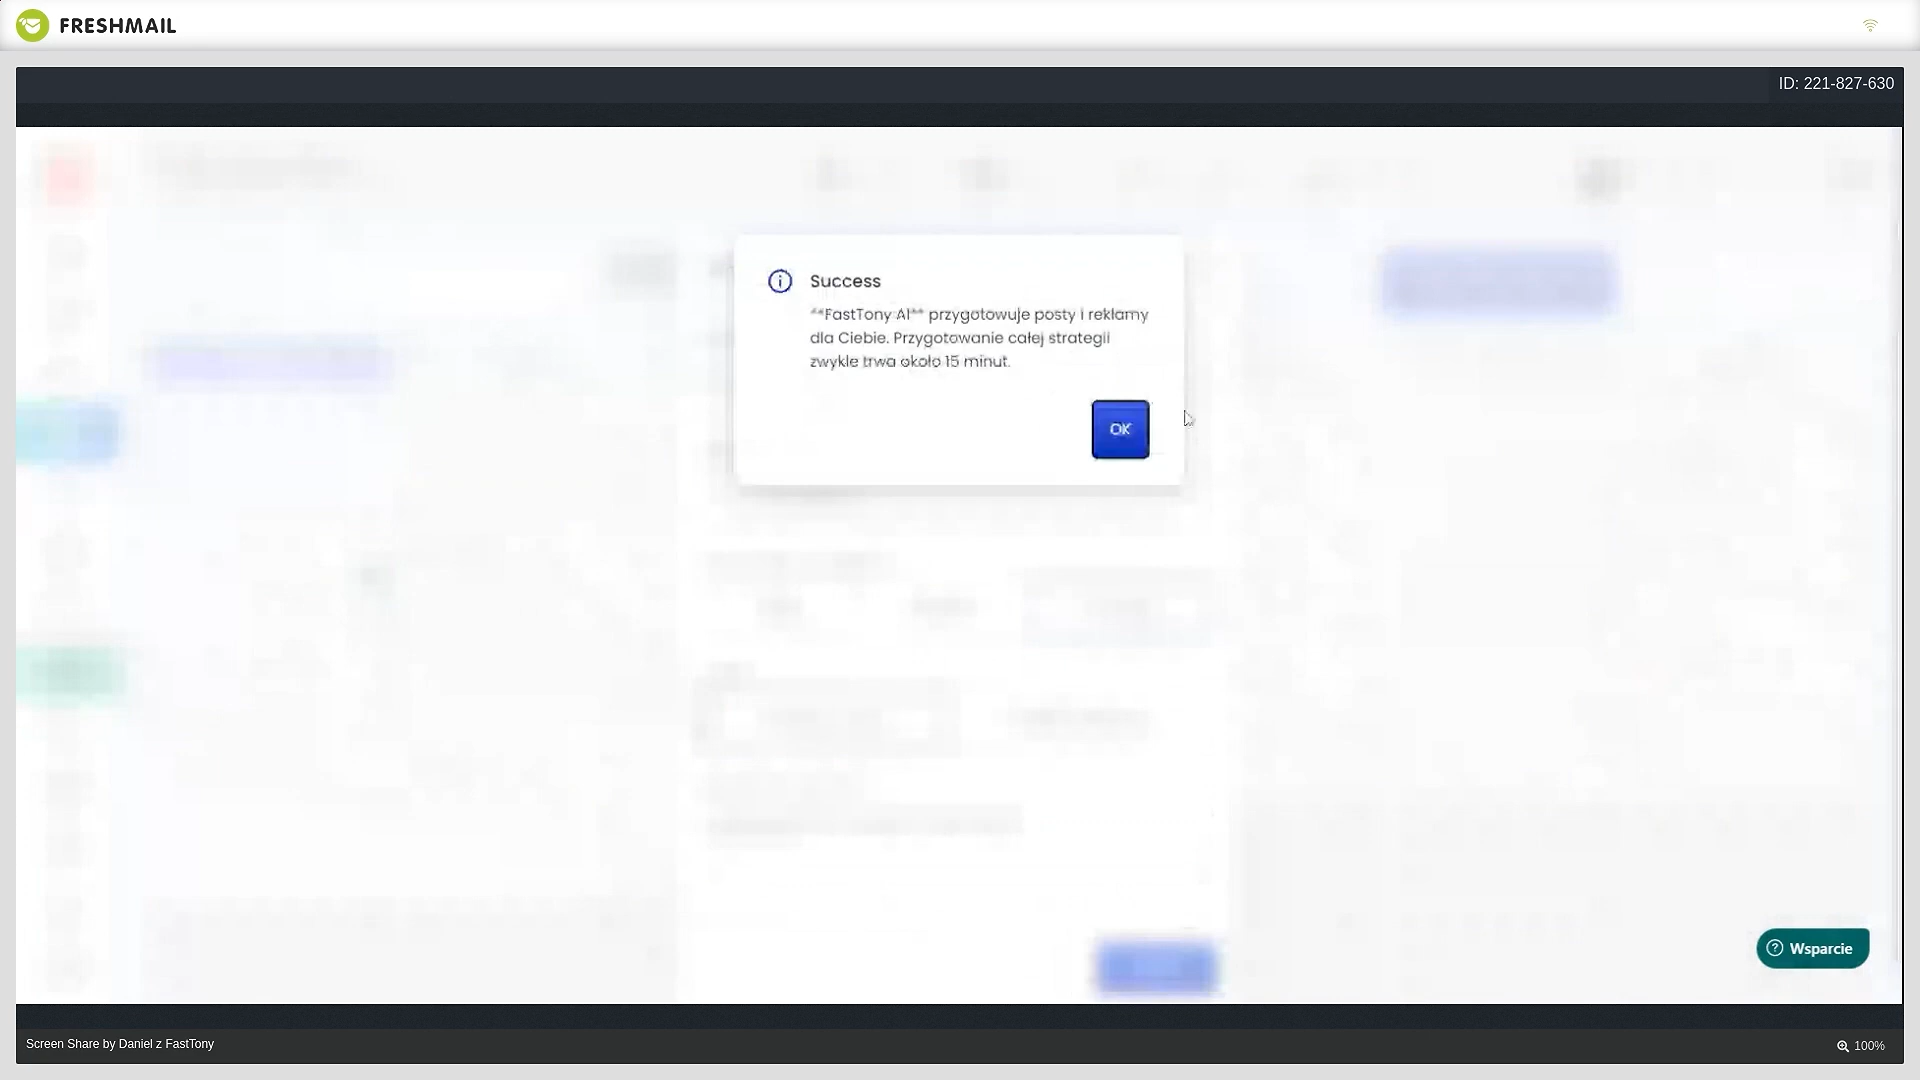 FRESHMAIL
ID: 221-827-630
Success
**FastTony AI** przygotowuje posty i reklamy
dla Ciebie. Przygotowanie całej strategii
zwykle trwa około 15 minut.
OK
Wsparcie
Screen Share by Daniel z FastTony
100%